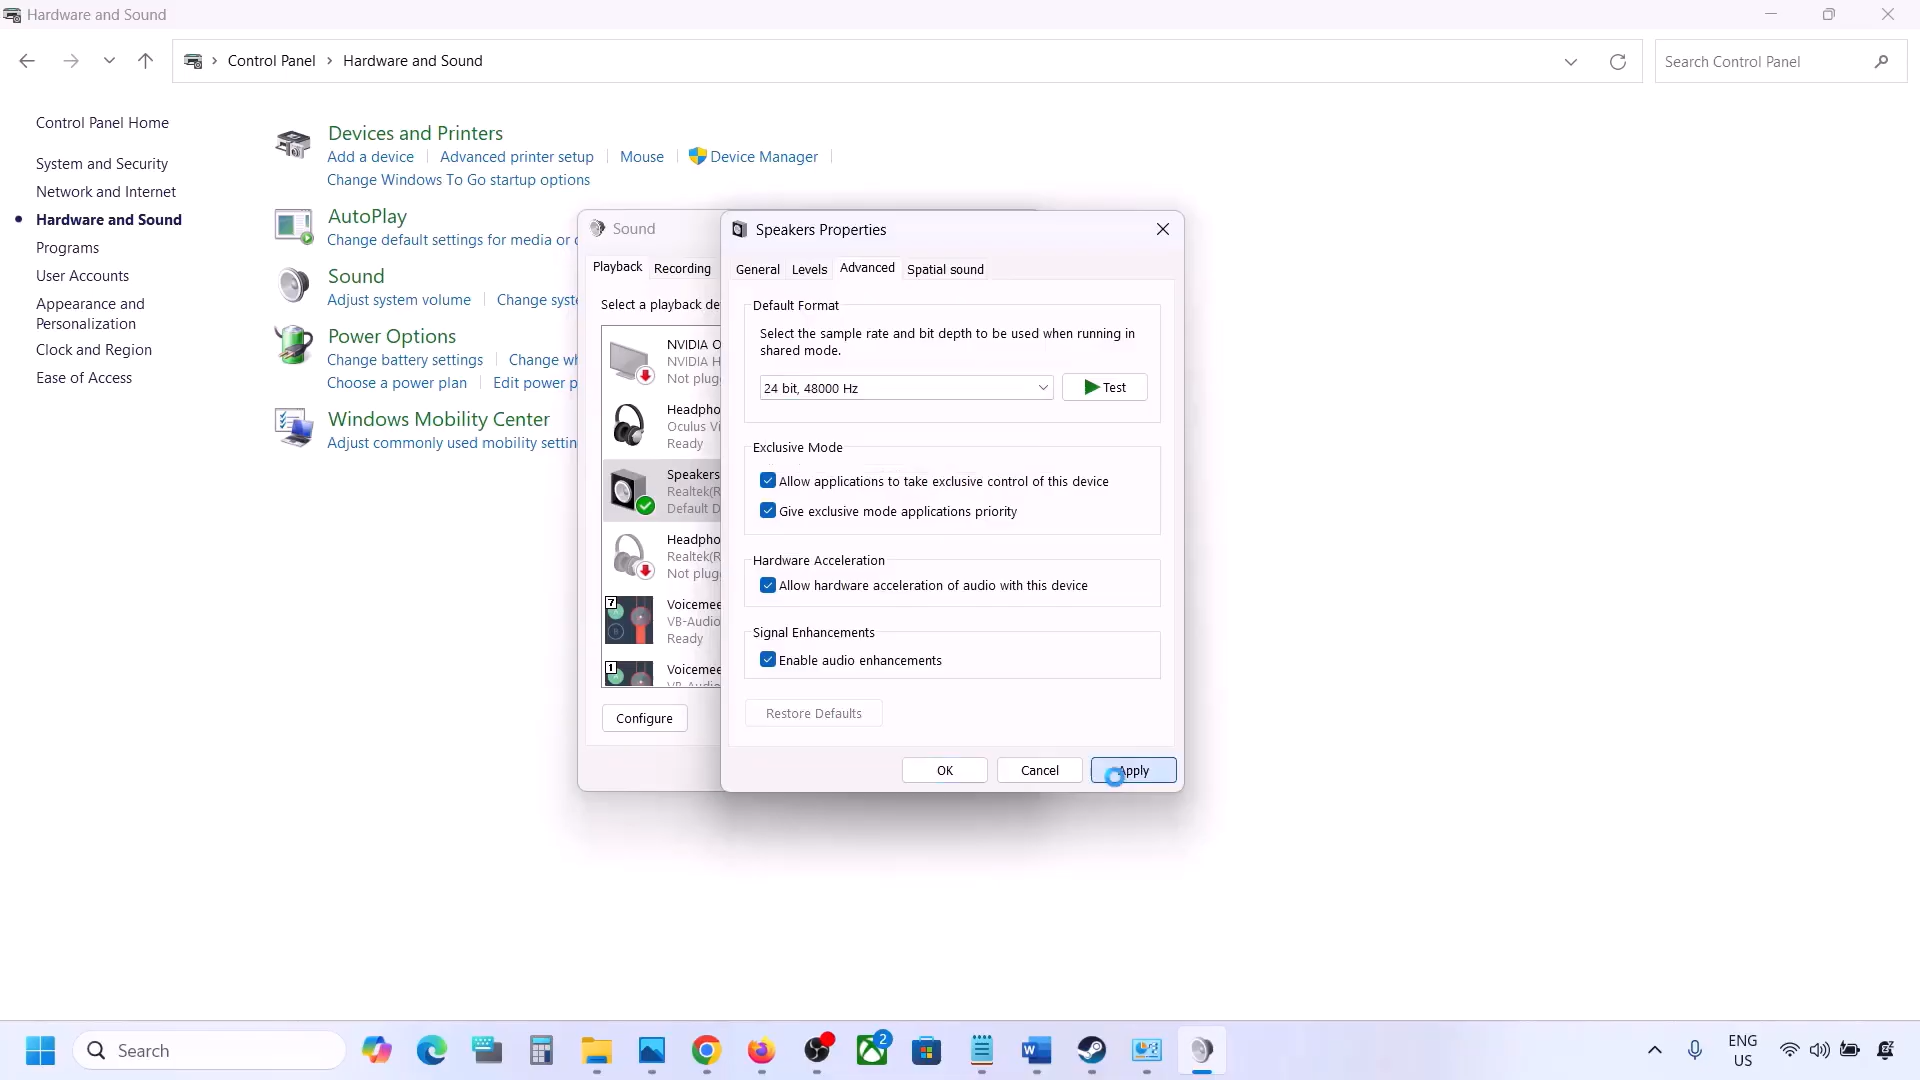 Hardware and Sound
Control Panel > Hardware and Sound
Search Control Panel
Control Panel Home
System and Security
Network and Internet
Hardware and Sound
Programs
User Accounts
Appearance and
Personalization
Clock and Region
Ease of Access
Devices and Printers
Add a device
Advanced printer setup
Mouse
Device Manager
Change Windows To Go startup options
AutoPlay
Change default settings for media or
Sound
Adjust system volume
Change syst
Power Options
Change battery settings
Change wh
Choose a power plan
Edit power p
Windows Mobility Center
Adjust commonly used mobility settin
Sound
Playback
Recording
Select a playback de
NVIDIA O
NVIDIA H
Not plug
Headpho
Oculus Vi
Ready
Speakers
Realtek(R
Default D
Headpho
Realtek(R
Not plug
7
Voicemee
VB-Audio
Ready
1
Voicemee
VB-Audio
Configure
Speakers Properties
General
Levels
Advanced
Spatial sound
Default Format
Select the sample rate and bit depth to be used when running in
shared mode.
24 bit, 48000 Hz
Test
Exclusive Mode
Allow applications to take exclusive control of this device
Give exclusive mode applications priority
Hardware Acceleration
Allow hardware acceleration of audio with this device
Signal Enhancements
Enable audio enhancements
Restore Defaults
OK
Cancel
Apply
Search
2
ENG
US